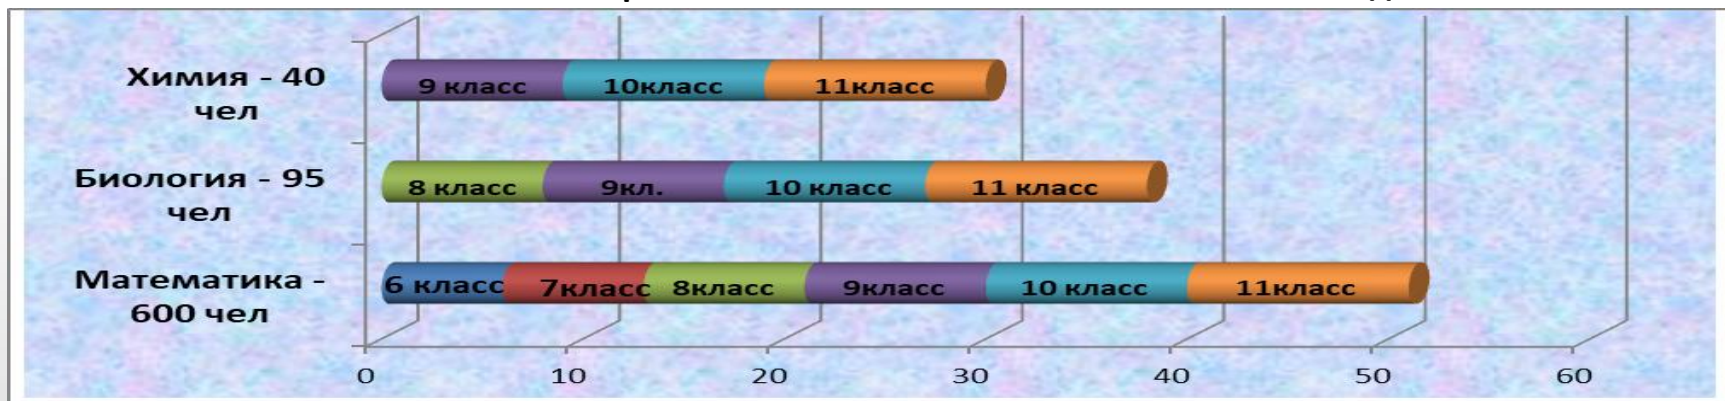 Химия - 40
чел
9 класс 10класс 11класс
Биология - 95
чел
8 класс 9кл. 10 класс 11 класс
Математика -
600 чел
6 класс 7класс 8класс 9класс 10 класс 11класс
0 10 20 30 40 50 60